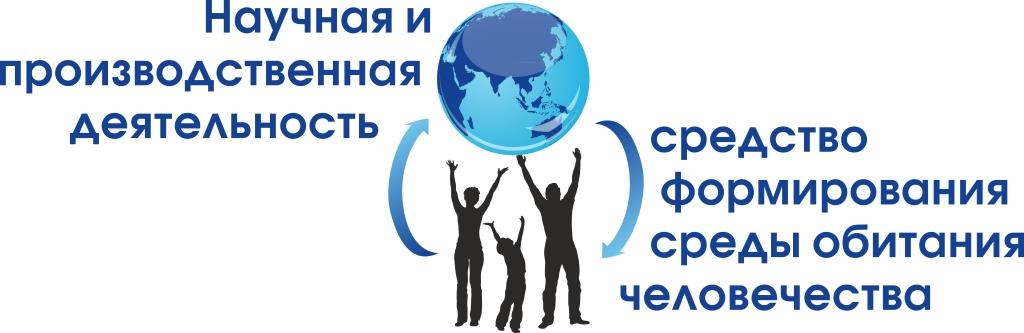 Научная и
производственная
деятельность
средство
формирования
среды обитания
человечества